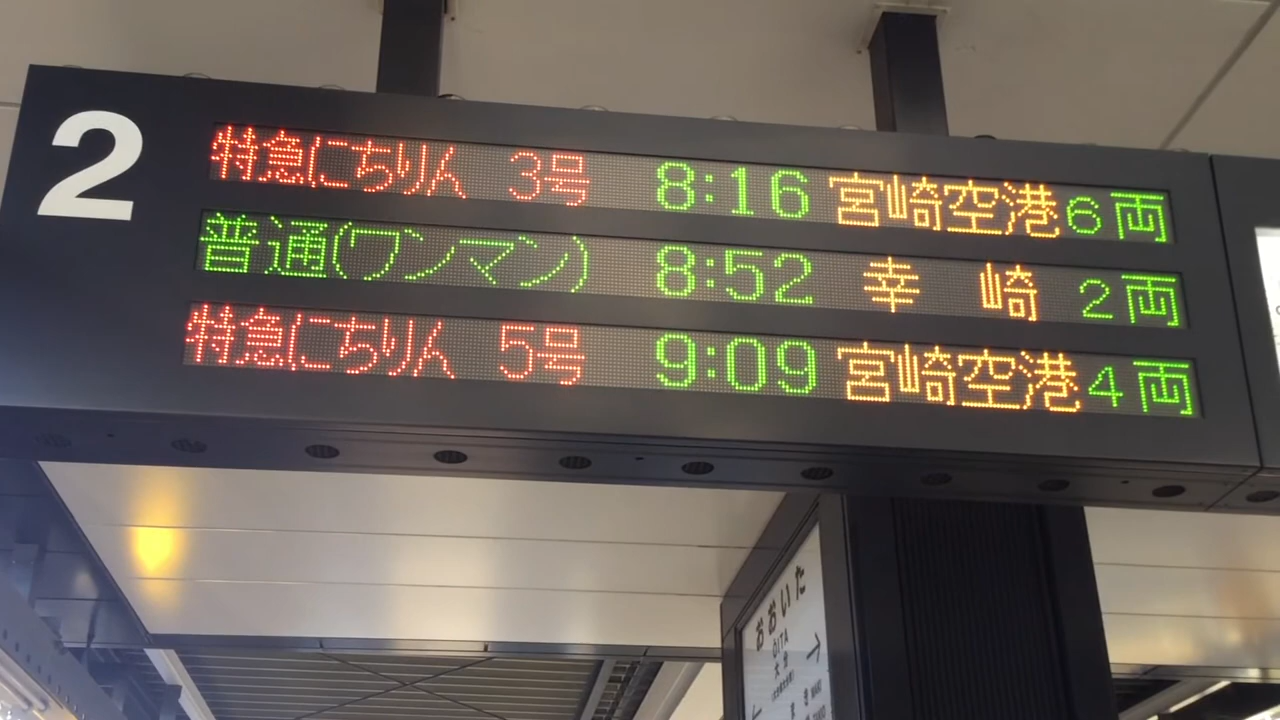 2
特急にちりん 3号 8:16 宮崎空港 6両
普通(ワンマン) 8:52 幸崎 2両
特急にちりん 5号 9:09 宮崎空港 4両
おおいた
OITA
大分